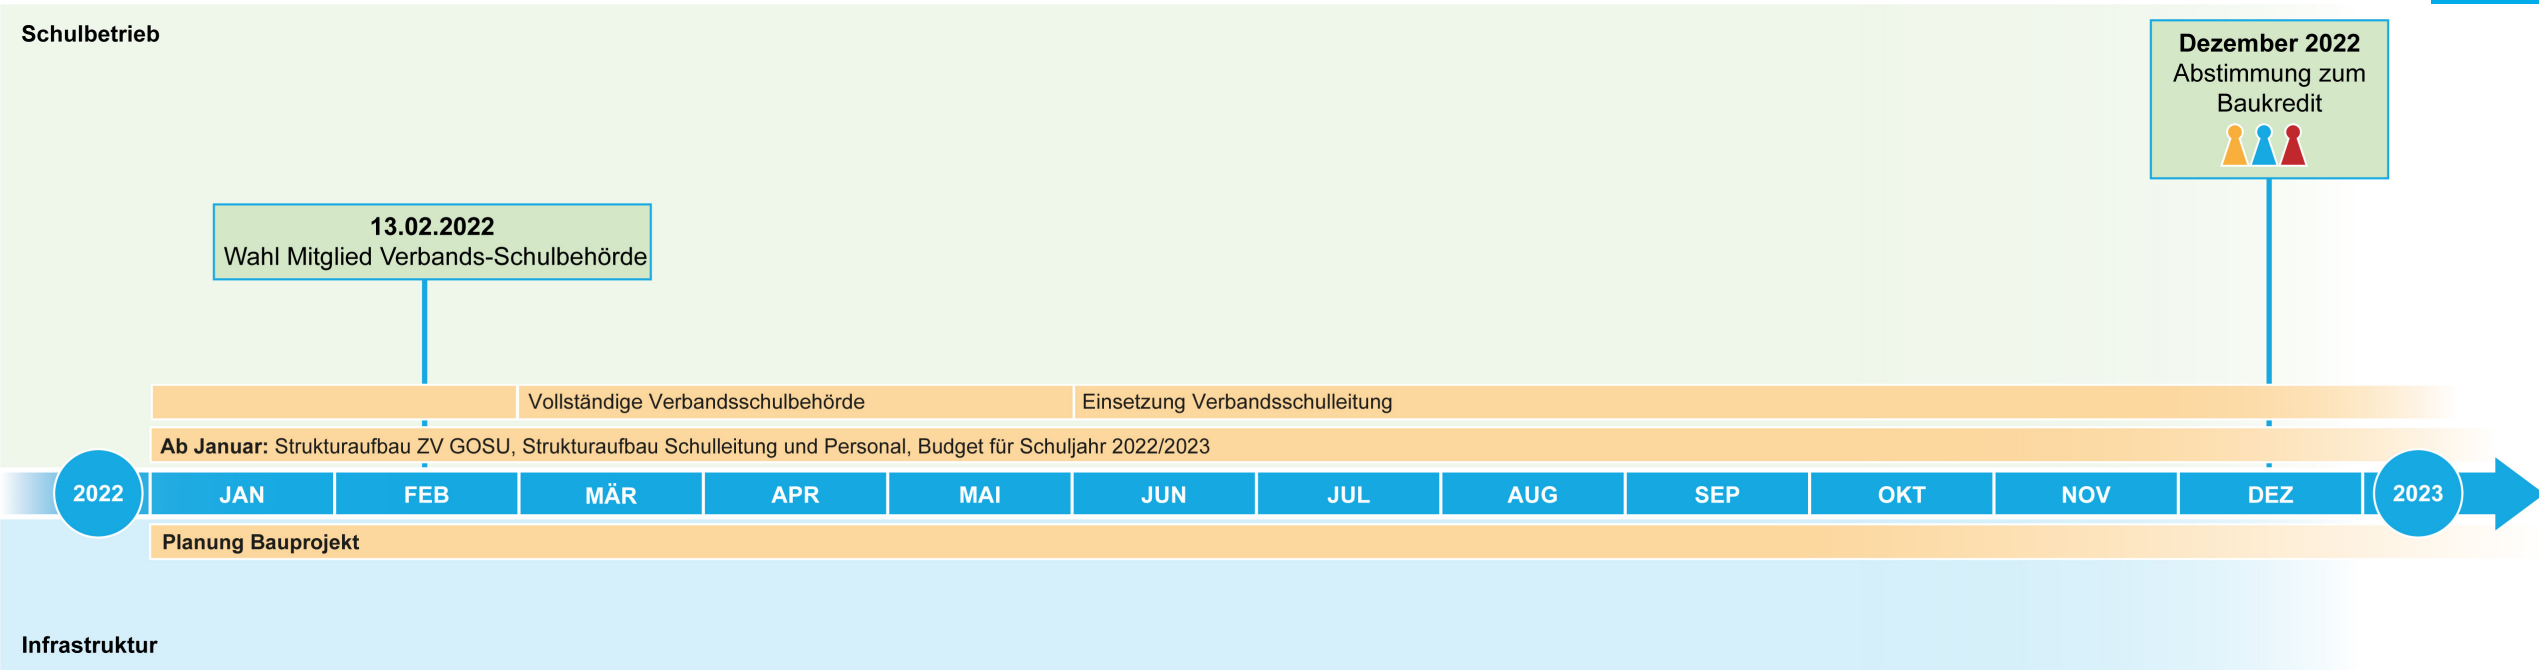 Schulbetrieb
Dezember 2022
Abstimmung zum
Baukredit
13.02.2022
Wahl Mitglied Verbands-Schulbehörde
Vollständige Verbandsschulbehörde
Einsetzung Verbandsschulleitung
Ab Januar: Strukturaufbau ZV GOSU, Strukturaufbau Schulleitung und Personal, Budget für Schuljahr 2022/2023
2022 JAN FEB MÄR APR MAI JUN JUL AUG SEP OKT NOV DEZ 2023
Planung Bauprojekt
Infrastruktur